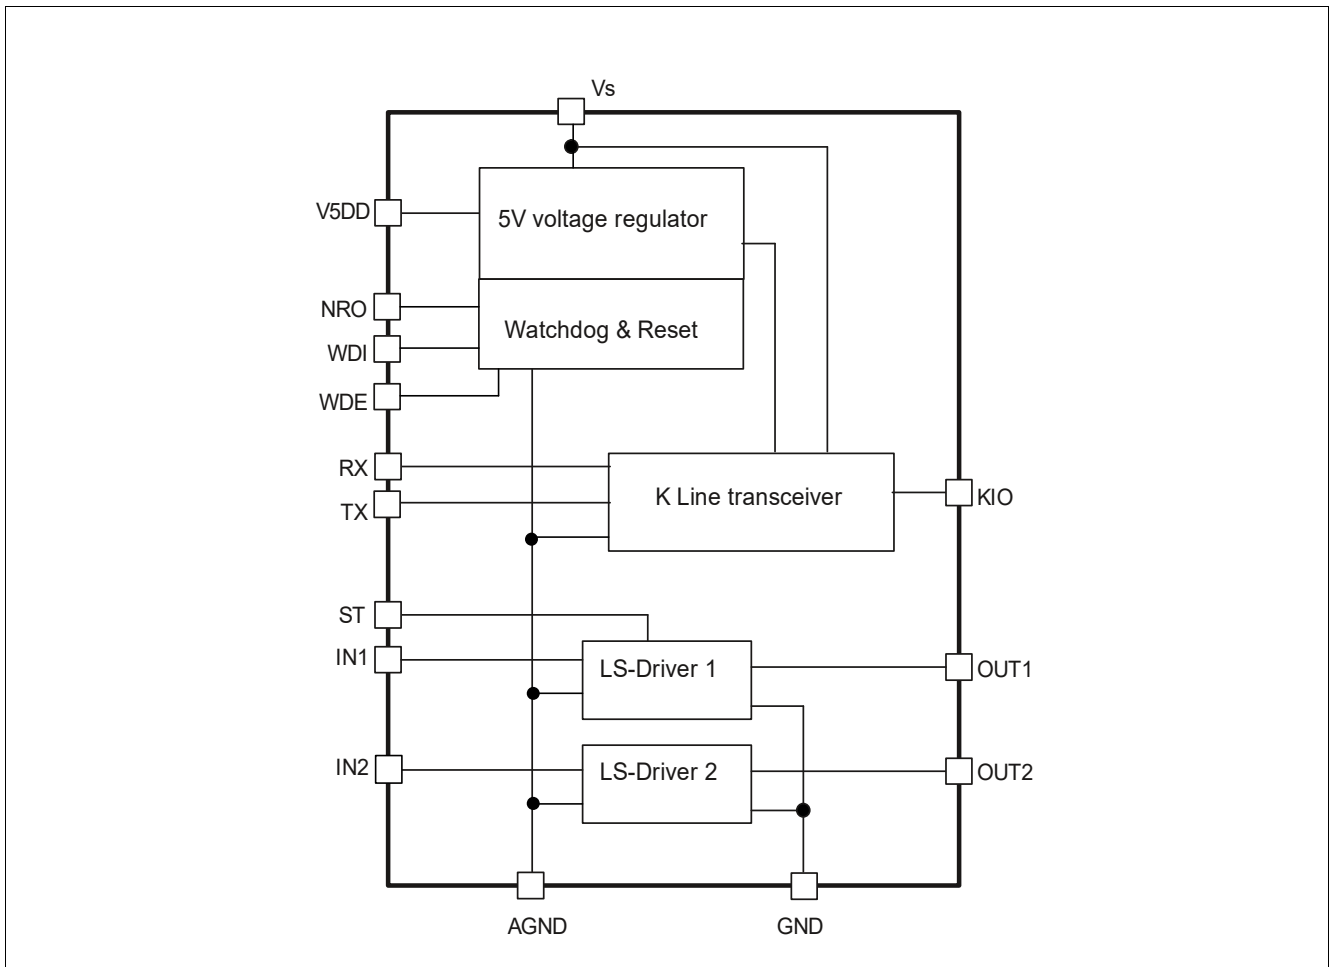 Vs
V5DD
5V voltage regulator
NRO
Watchdog & Reset
WDI
WDE
RX
K Line transceiver
KIO
TX
ST
IN1
LS-Driver 1
OUT1
IN2
LS-Driver 2
OUT2
AGND
GND